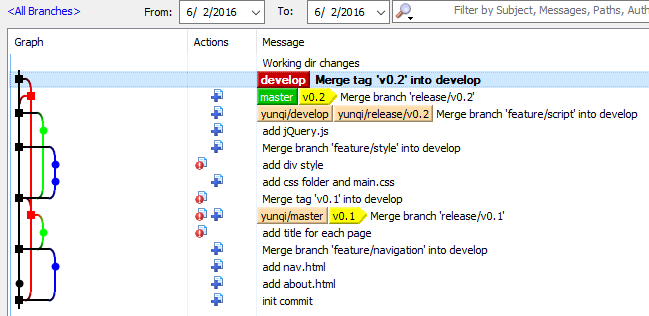 <All Branches> From: 6/ 2/2016 To: 6/ 2/2016 Filter by Subject, Messages, Paths, Auth
Graph Actions Message
Working dir changes
develop Merge tag 'v0.2' into develop
master v0.2 Merge branch 'release/v0.2'
yunqi/develop yunqi/release/v0.2 Merge branch 'feature/script' into develop
add jQuery.js
Merge branch 'feature/style' into develop
add div style
add css folder and main.css
Merge tag 'v0.1' into develop
yunqi/master v0.1 Merge branch 'release/v0.1'
add title for each page
Merge branch 'feature/navigation' into develop
add nav.html
add about.html
init commit